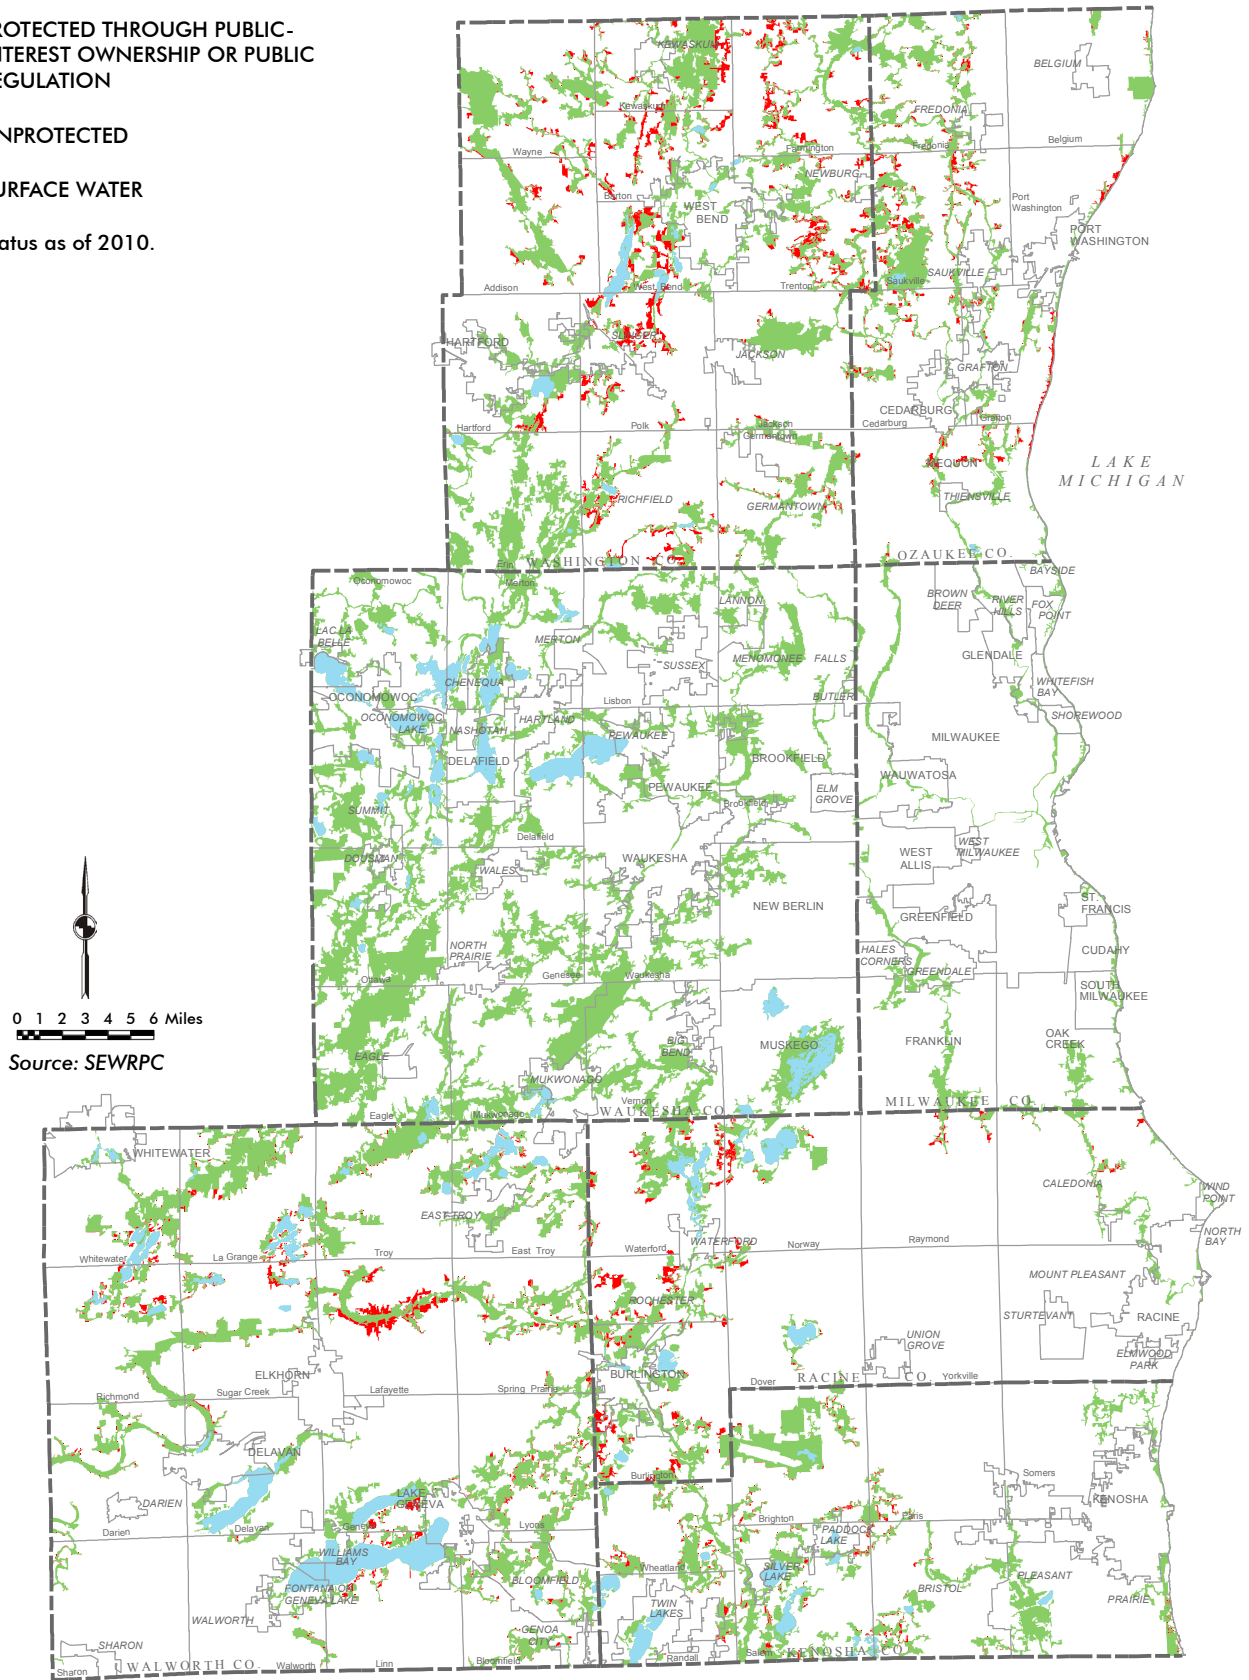 ROTECTED THROUGH PUBLIC-
NTEREST OWNERSHIP OR PUBLIC
EGULATION
NPROTECTED
URFACE WATER
atus as of 2010.
KEWASKUM
BELGIUM
Kewaskum
FREDONIA
Wayne
Farmington
Fredonia
Belgium
NEWBURG
Barton
WEST
BEND
Port
Washington
PORT
WASHINGTON
SAUKVILLE
Addison
West Bend
Trenton
Saukville
HARTFORD
SLINGER
JACKSON
GRAFTON
CEDARBURG
Hartford
Polk
Jackson
Germantown
Cedarburg
Grafton
LAKE
MICHIGAN
MEQUON
RICHFIELD
GERMANTOWN
THIENSVILLE
Erin
WASHINGTON CO.
OZAUKEE CO.
Oconomowoc
Merton
BAYSIDE
LANNON
BROWN
DEER
RIVER
HILLS
FOX
POINT
LAC LA
BELLE
MERTON
SUSSEX
MENOMONEE FALLS
GLENDALE
CHENEQUA
OCONOMOWOC
Lisbon
BUTLER
WHITEFISH
BAY
OCONOMOWOC
LAKE
NASHOTAH
HARTLAND
PEWAUKEE
SHOREWOOD
MILWAUKEE
DELAFIELD
BROOKFIELD
PEWAUKEE
WAUWATOSA
ELM
GROVE
Brookfield
SUMMIT
Delafield
WEST
MILWAUKEE
WEST
ALLIS
DOUSMAN
WALES
WAUKESHA
NEW BERLIN
ST.
FRANCIS
GREENFIELD
NORTH
PRAIRIE
HALES
CORNERS
CUDAHY
GREENDALE
Ottawa
Genesee
Waukesha
SOUTH
MILWAUKEE
0 1 2 3 4 5 6 Miles
Source: SEWRPC
EAGLE
BIG
BEND
MUSKEGO
FRANKLIN
OAK
CREEK
MUKWONAGO
Vernon
Eagle
Mukwonago
WAUKESHA CO.
MILWAUKEE CO.
WHITEWATER
CALEDONIA
WIND
POINT
EAST TROY
NORTH
BAY
Whitewater
La Grange
Troy
East Troy
Waterford
WATERFORD
Norway
Raymond
MOUNT PLEASANT
ROCHESTER
STURTEVANT
RACINE
UNION
GROVE
ELMWOOD
PARK
ELKHORN
BURLINGTON
Richmond
Sugar Creek
Lafayette
Spring Prairie
Dover
RACINE CO.
Yorkville
DELAVAN
Burlington
Somers
DARIEN
LAKE
GENEVA
KENOSHA
Darien
Delavan
Geneva
Lyons
Brighton
Paris
PADDOCK
LAKE
WILLIAMS
BAY
Wheatland
SILVER
LAKE
FONTANA ON
GENEVA LAKE
BLOOMFIELD
BRISTOL
PLEASANT
PRAIRIE
WALWORTH
TWIN
LAKES
GENOA
CITY
SHARON
Sharon
WALWORTH CO.
Walworth
Linn
Bloomfield
Randall
Salem
KENOSHA CO.